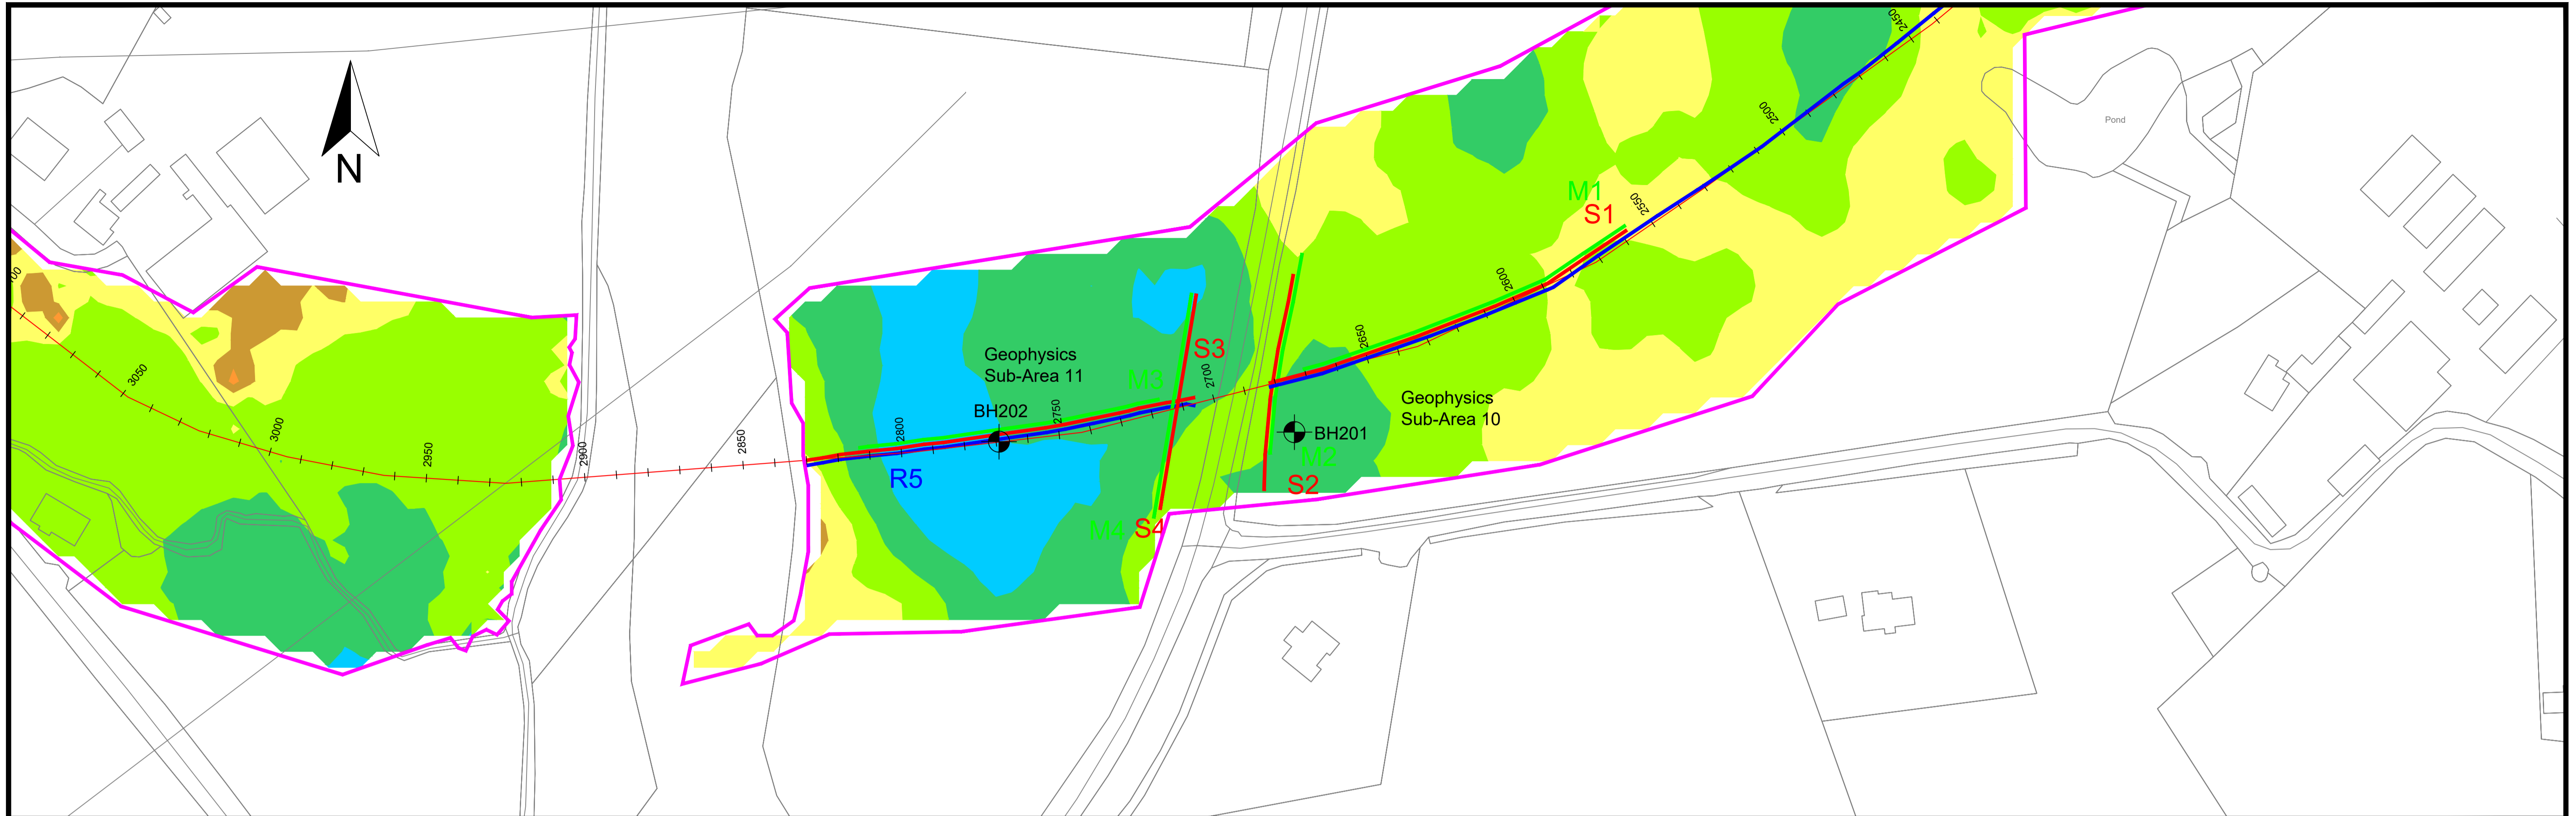 2450
2500
Pond
N
M1
S1
2550
2600
2650
S3
Geophysics
Sub-Area 11
M3
2700
3050
3000
2950
2900
2850
2800
2750
BH202
Geophysics
Sub-Area 10
BH201
M2
S2
R5
M4
S4